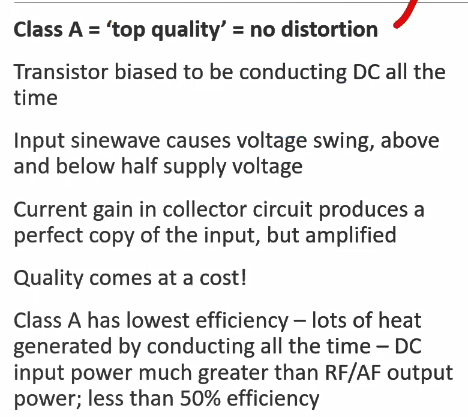 Class A = ‘top quality’ = no distortion
Transistor biased to be conducting DC all the
time
Input sinewave causes voltage swing, above
and below half supply voltage
Current gain in collector circuit produces a
perfect copy of the input, but amplified
Quality comes at a cost!
Class A has lowest efficiency – lots of heat
generated by conducting all the time – DC
input power much greater than RF/AF output
power; less than 50% efficiency